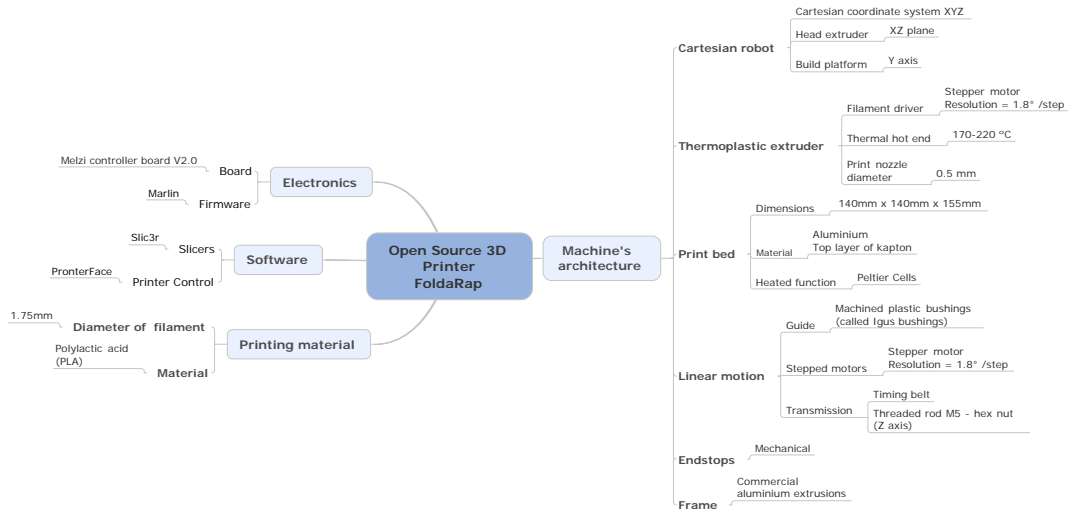 Open Source 3D
Printer
FoldaRap
Electronics
Board
Melzi controller board V2.0
Firmware
Marlin
Software
Slicers
Slic3r
Printer Control
PronterFace
Printing material
Diameter of filament
1.75mm
Material
Polylactic acid
(PLA)
Machine's
architecture
Cartesian robot
Cartesian coordinate system XYZ
Head extruder
XZ plane
Build platform
Y axis
Thermoplastic extruder
Filament driver
Stepper motor
Resolution = 1.8° /step
Thermal hot end
170-220 ºC
Print nozzle
diameter
0.5 mm
Print bed
Dimensions
140mm x 140mm x 155mm
Material
Aluminium
Top layer of kapton
Heated function
Peltier Cells
Linear motion
Guide
Machined plastic bushings
(called Igus bushings)
Stepped motors
Stepper motor
Resolution = 1.8° /step
Transmission
Timing belt
Threaded rod M5 - hex nut
(Z axis)
Endstops
Mechanical
Frame
Commercial
aluminium extrusions